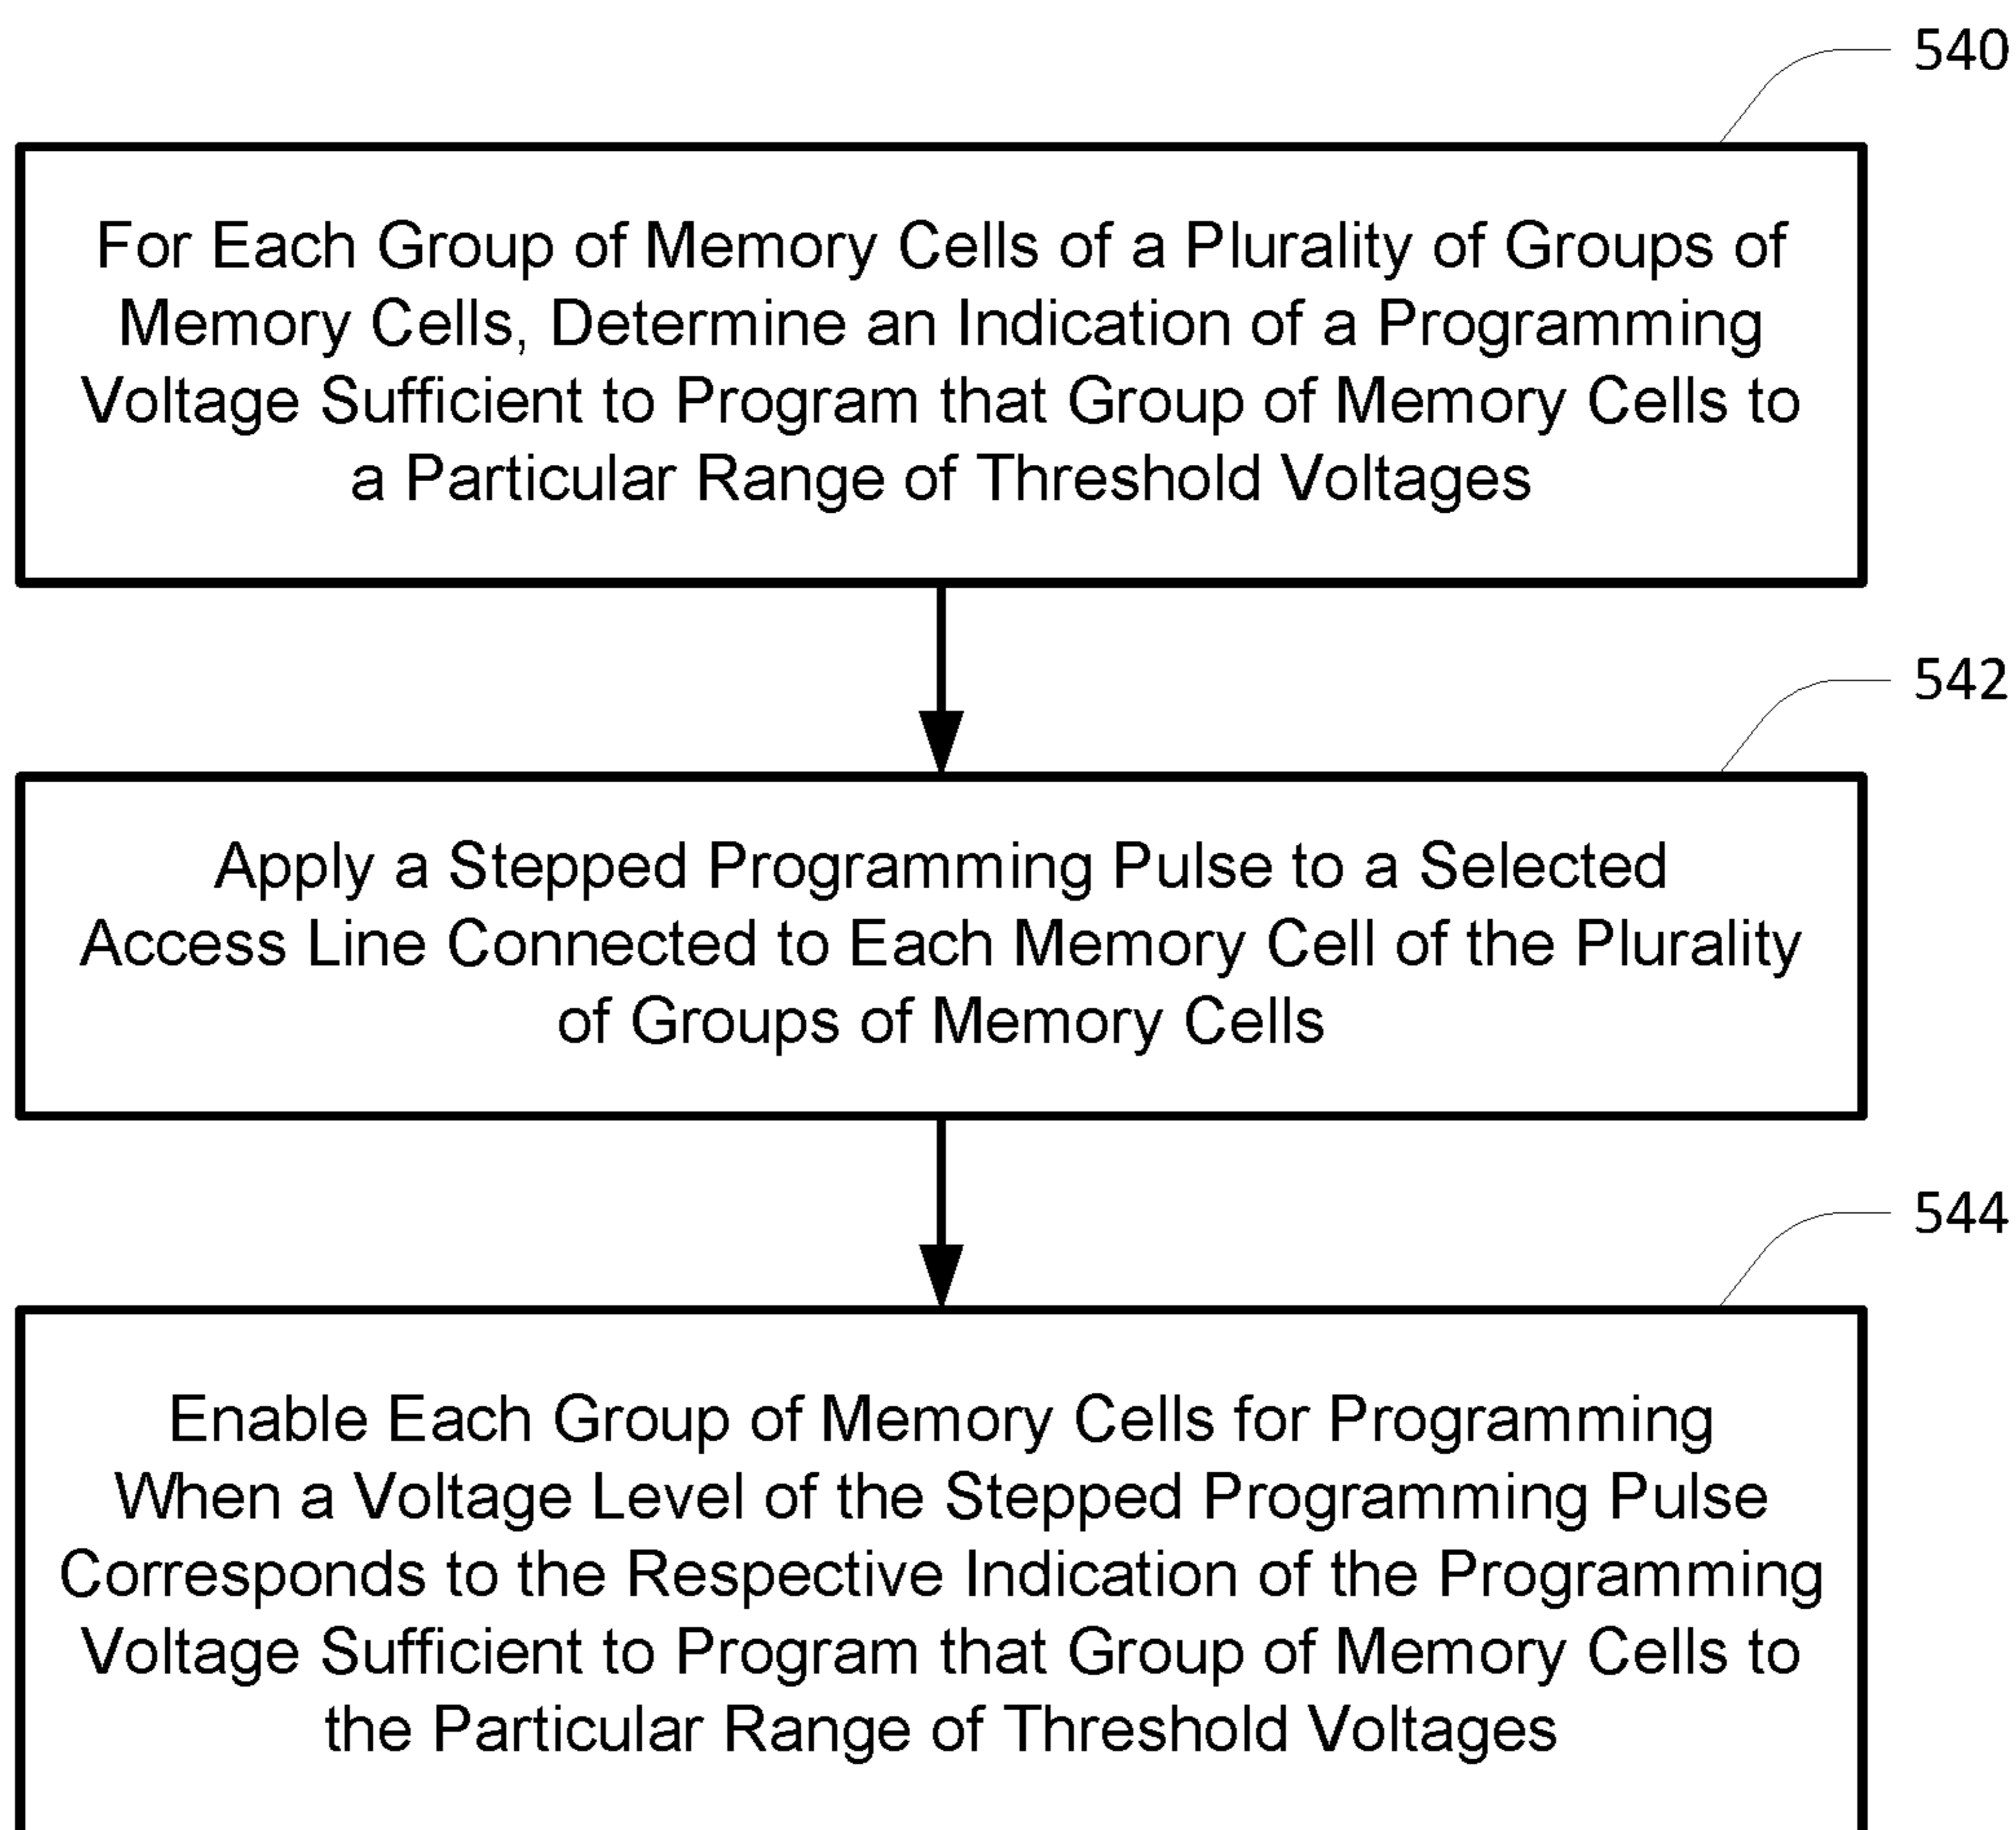 540
For Each Group of Memory Cells of a Plurality of Groups of
Memory Cells, Determine an Indication of a Programming
Voltage Sufficient to Program that Group of Memory Cells to
a Particular Range of Threshold Voltages
542
Apply a Stepped Programming Pulse to a Selected
Access Line Connected to Each Memory Cell of the Plurality
of Groups of Memory Cells
544
Enable Each Group of Memory Cells for Programming
When a Voltage Level of the Stepped Programming Pulse
Corresponds to the Respective Indication of the Programming
Voltage Sufficient to Program that Group of Memory Cells to
the Particular Range of Threshold Voltages